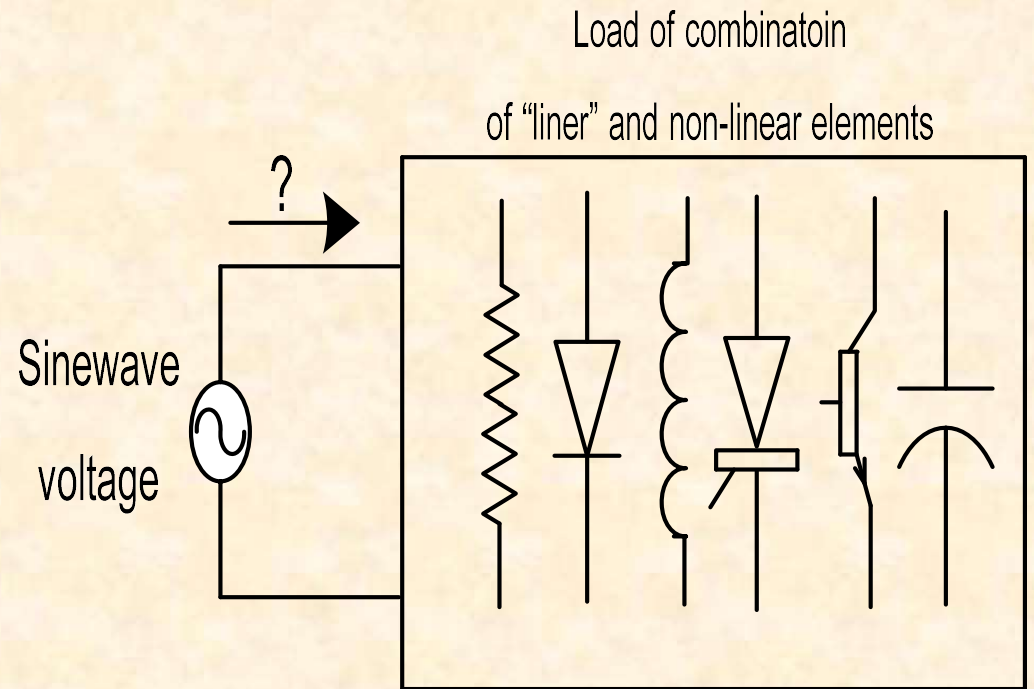 Load of combinatoin
of “liner” and non-linear elements
?
Sinewave
voltage